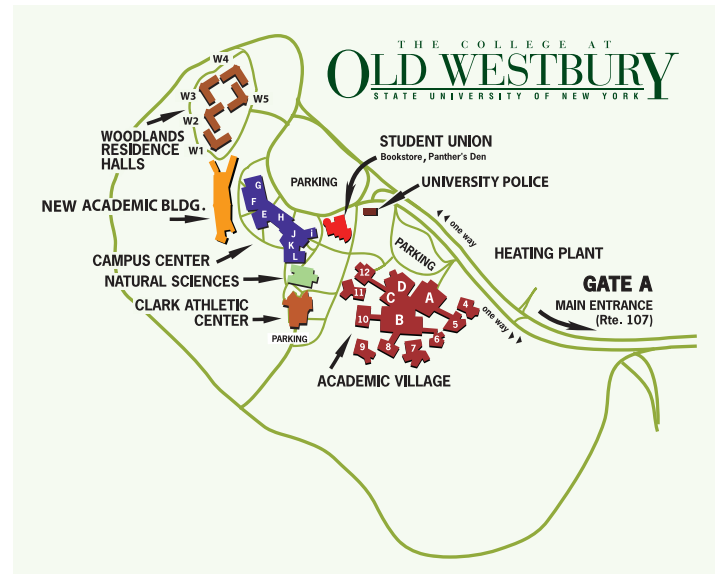 THE COLLEGE AT
OLD WESTBURY
STATE UNIVERSITY OF NEW YORK
W4
W3
W5
W2
W1
WOODLANDS
RESIDENCE
HALLS
STUDENT UNION
Bookstore, Panther's Den
PARKING
UNIVERSITY POLICE
NEW ACADEMIC BLDG.
G
F
E
H
J
i
K
L
one way
PARKING
HEATING PLANT
CAMPUS CENTER
NATURAL SCIENCES
GATE A
MAIN ENTRANCE
(Rte. 107)
CLARK ATHLETIC
CENTER
12
11
D
C
A
4
10
B
5
one way
6
9
8
7
PARKING
ACADEMIC VILLAGE